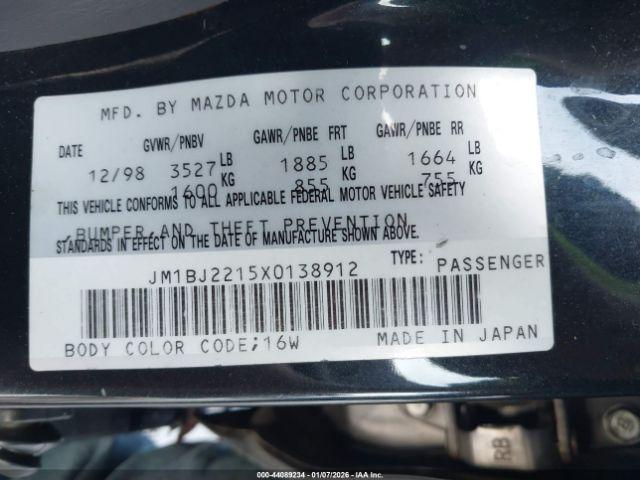 MFD. BY MAZDA MOTOR CORPORATION
DATE GVWR/PNBV GAWR/PNBE FRT GAWR/PNBE RR
12/98 3527 LB 1885 LB 1664 LB
1600 KG 855 KG 755 KG
THIS VEHICLE CONFORMS TO ALL APPLICABLE FEDERAL MOTOR VEHICLE SAFETY
,BUMPER,AND THEFT PREVENTION
STANDARDS IN EFFECT ON THE DATE OF MANUFACTURE SHOWN ABOVE.
JM1BJ2215X0138912 TYPE: PASSENGER
BODY COLOR CODE;16W MADE IN JAPAN
RB
000-44089234 - 01/07/2026 - IAA Inc.